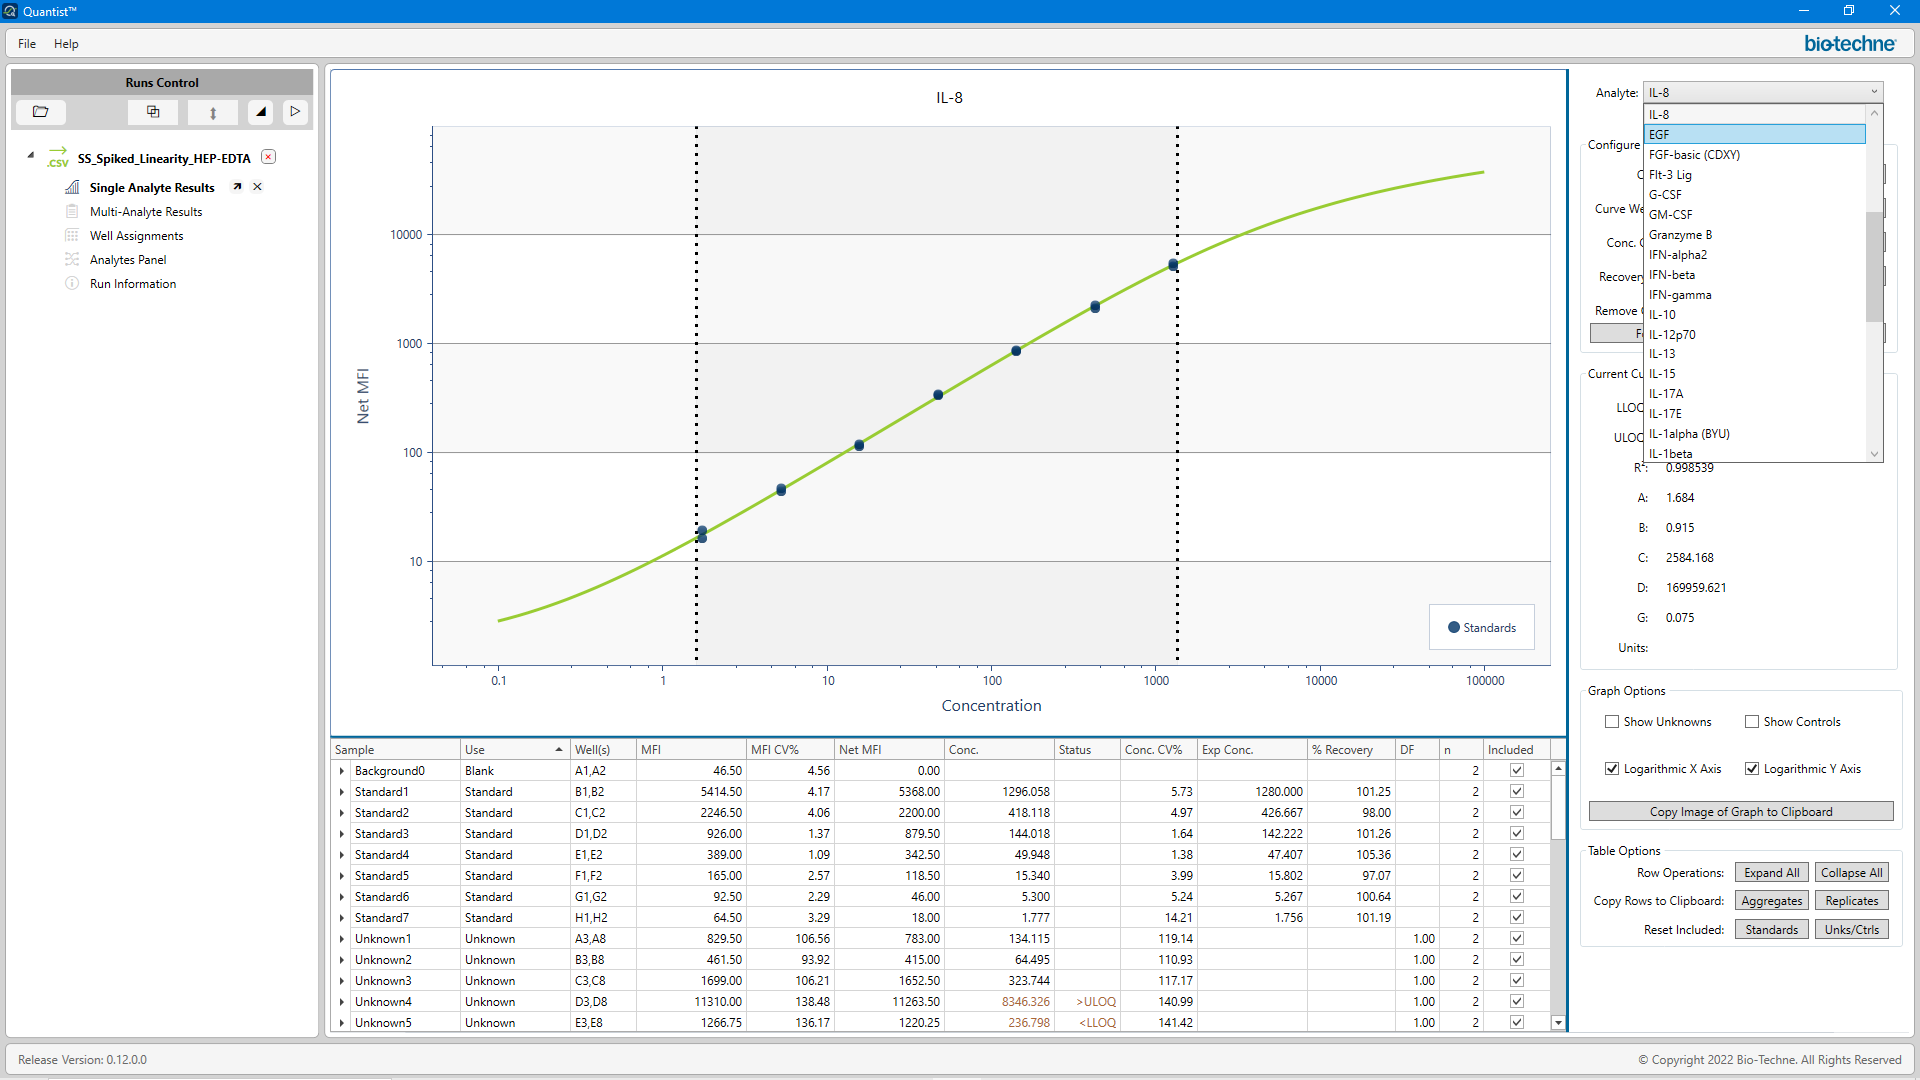 Quantist™
File Help
bio-techne
Runs Control
.CSV SS_Spiked_Linearity_HEP-EDTA
Single Analyte Results
Multi-Analyte Results
Well Assignments
Analytes Panel
Run Information
IL-8
Net MFI
10000
1000
100
10
0.1 1 10 100 1000 10000 100000
Concentration
Standards
Sample Use Well(s) MFI MFI CV% Net MFI Conc. Status Conc. CV% Exp Conc. % Recovery DF n Included
Background0 Blank A1,A2 46.50 4.56 0.00 2
Standard1 Standard B1,B2 5414.50 4.17 5368.00 1296.058 5.73 1280.000 101.25 2
Standard2 Standard C1,C2 2246.50 4.06 2200.00 418.118 4.97 426.667 98.00 2
Standard3 Standard D1,D2 926.00 1.37 879.50 144.018 1.64 142.222 101.26 2
Standard4 Standard E1,E2 389.00 1.09 342.50 49.948 1.38 47.407 105.36 2
Standard5 Standard F1,F2 165.00 2.57 118.50 15.340 3.99 15.802 97.07 2
Standard6 Standard G1,G2 92.50 2.29 46.00 5.300 5.24 5.267 100.64 2
Standard7 Standard H1,H2 64.50 3.29 18.00 1.777 14.21 1.756 101.19 2
Unknown1 Unknown A3,A8 829.50 106.56 783.00 134.115 119.14 1.00 2
Unknown2 Unknown B3,B8 461.50 93.92 415.00 64.495 110.93 1.00 2
Unknown3 Unknown C3,C8 1699.00 106.21 1652.50 323.744 117.17 1.00 2
Unknown4 Unknown D3,D8 11310.00 138.48 11263.50 8346.326 >ULOQ 140.99 1.00 2
Unknown5 Unknown E3,E8 1266.75 136.17 1220.25 236.798 <LLOQ 141.42 1.00 2
Analyte: IL-8
IL-8
EGF
FGF-basic (CDXY)
Flt-3 Lig
G-CSF
GM-CSF
Granzyme B
IFN-alpha2
IFN-beta
IFN-gamma
IL-10
IL-12p70
IL-13
IL-15
IL-17A
IL-17E
IL-1alpha (BYU)
IL-1beta
Configure
Curve We
Conc. C
Recovery
Remove
Current Cu
LLOQ
ULOQ
R²: 0.998539
A: 1.684
B: 0.915
C: 2584.168
D: 169959.621
G: 0.075
Units:
Graph Options
Show Unknowns Show Controls
Logarithmic X Axis Logarithmic Y Axis
Copy Image of Graph to Clipboard
Table Options
Row Operations: Expand All Collapse All
Copy Rows to Clipboard: Aggregates Replicates
Reset Included: Standards Unks/Ctrls
Release Version: 0.12.0.0
© Copyright 2022 Bio-Techne. All Rights Reserved